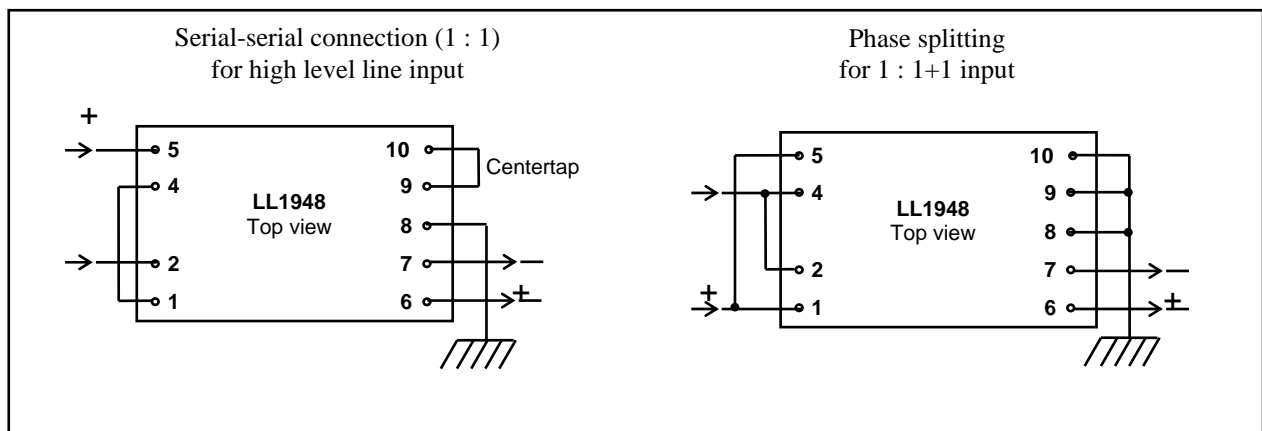 Serial-serial connection (1 : 1)
for high level line input
+
5
4
2
1
10
9
8
7
6
Centertap
LL1948
Top view
+
Phase splitting
for 1 : 1+1 input
5
4
2
1
+
10
9
8
7
6
LL1948
Top view
+